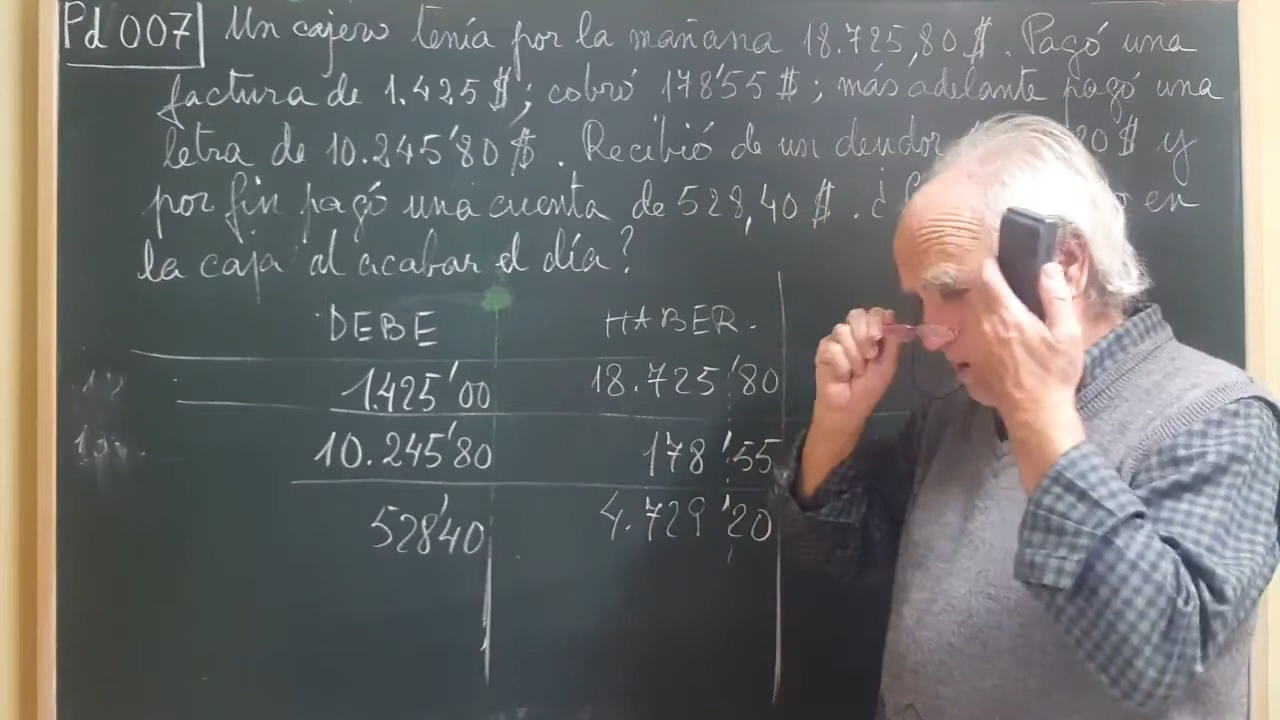 Pd 007 Un cajero tenía por la mañana 18.725,80 $. Pagó una
factura de 1.425 $; cobró 178'55 $; más adelante pagó una
letra de 10.245'80 $. Recibió de un deudor 20 $ y
por fin pagó una cuenta de 528,40 $. ¿ en
la caja al acabar el día?
DEBE HABER.
1.425'00 18.725'80
10.245'80 178'55
528'40 4.729'20